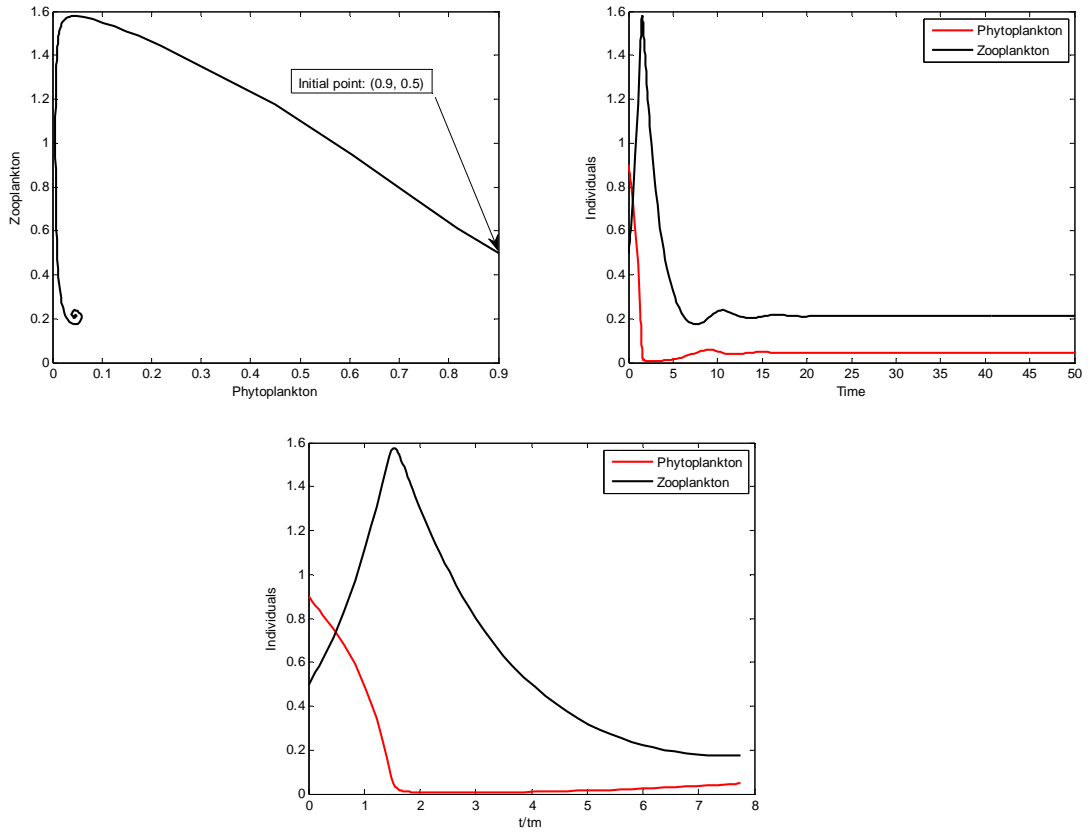 1.6
1.4
1.2
1
0.8
0.6
0.4
0.2
0
Zooplankton
Initial point: (0.9, 0.5)
0 0.1 0.2 0.3 0.4 0.5 0.6 0.7 0.8 0.9
Phytoplankton
1.6
1.4
1.2
1
0.8
0.6
0.4
0.2
0
Individuals
Phytoplankton
Zooplankton
0 5 10 15 20 25 30 35 40 45 50
Time
1.6
1.4
1.2
1
0.8
0.6
0.4
0.2
0
Individuals
Phytoplankton
Zooplankton
0 1 2 3 4 5 6 7 8
t/tm